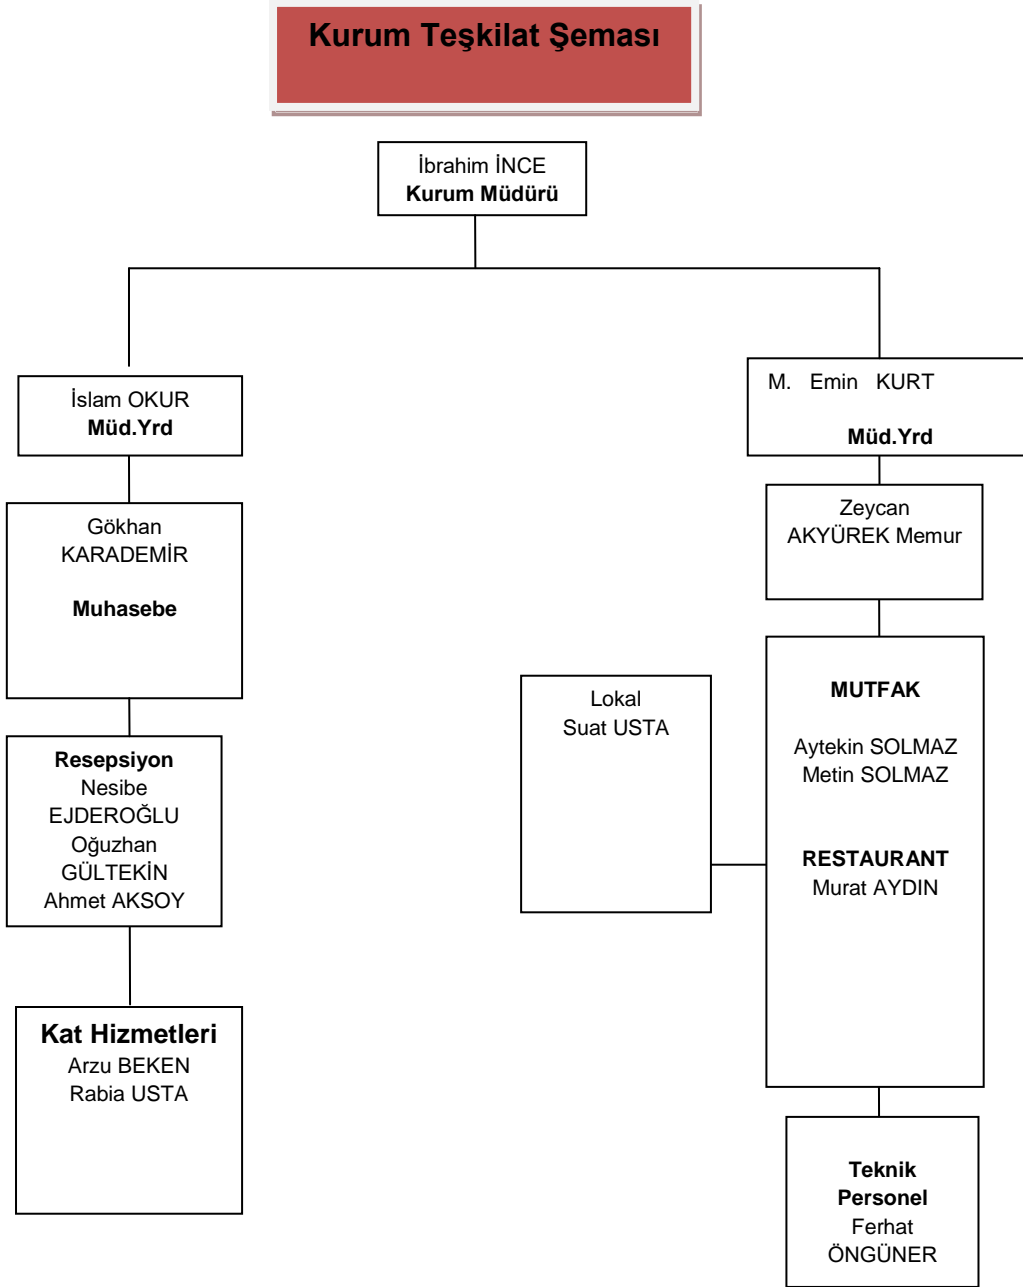 Kurum Teşkilat Şeması
İbrahim İNCE
Kurum Müdürü
İslam OKUR
Müd.Yrd
M. Emin KURT
Müd.Yrd
Gökhan
KARADEMİR
Muhasebe
Zeycan
AKYÜREK Memur
Lokal
Suat USTA
MUTFAK
Aytekin SOLMAZ
Metin SOLMAZ
RESTAURANT
Murat AYDIN
Resepsiyon
Nesibe
EJDEROĞLU
Oğuzhan
GÜLTEKİN
Ahmet AKSOY
Kat Hizmetleri
Arzu BEKEN
Rabia USTA
Teknik
Personel
Ferhat
ÖNGÜNER